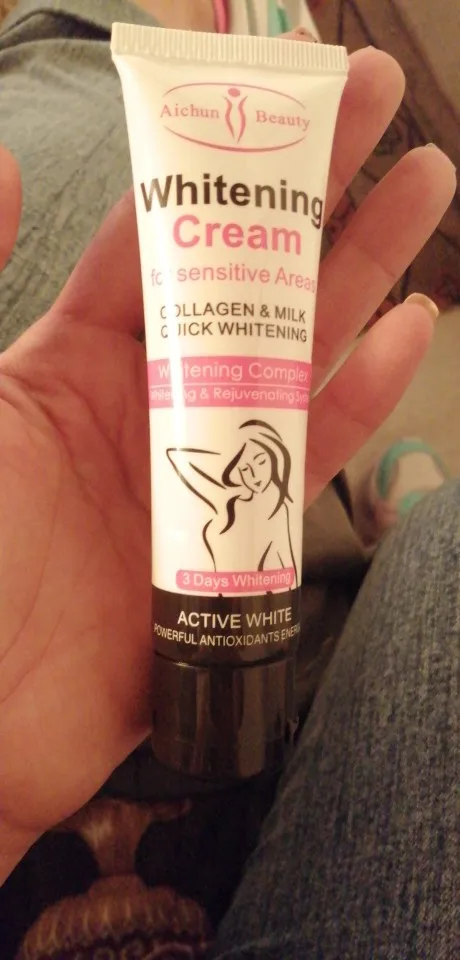 Aichun Beauty
Whitening
Cream
sensitive Areas
COLLAGEN & MILK
QUICK WHITENING
Whitening Complex
& Rejuvenating
3 Days Whitening
ACTIVE WHITE
POWERFUL ANTIOXIDANTS